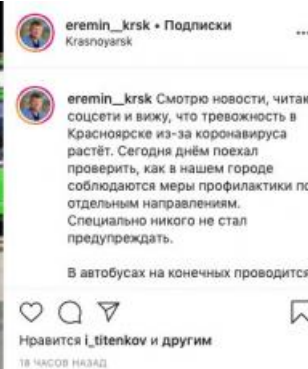 eremin__krsk • Подписки
Krasnoyarsk
eremin__krsk Смотрю новости, читаю
соцсети и вижу, что тревожность в
Красноярске из-за коронавируса
растёт. Сегодня днём поехал
проверить, как в нашем городе
соблюдаются меры профилактики по
отдельным направлениям.
Специально никого не стал
предупреждать.
В автобусах на конечных проводится
Нравится i_titenkov и другим
18 ЧАСОВ НАЗАД